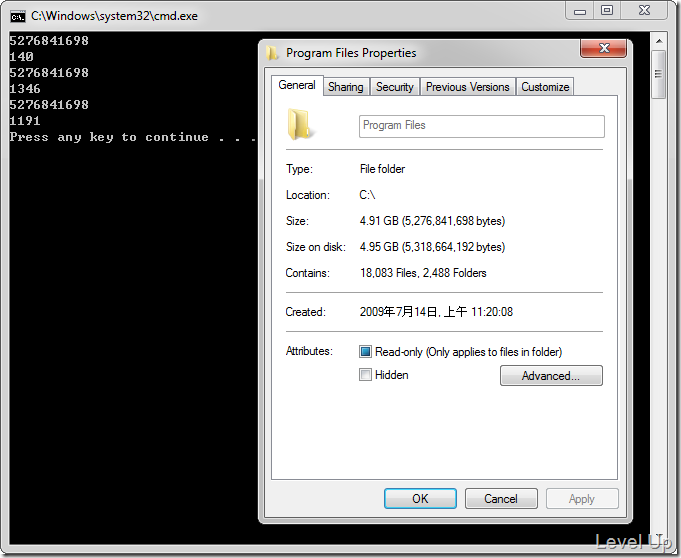 C:\Windows\system32\cmd.exe
5276841698
140
5276841698
1346
5276841698
1191
Press any key to continue . . .
Program Files Properties
General Sharing Security Previous Versions Customize
Program Files
Type: File folder
Location: C:\
Size: 4.91 GB (5,276,841,698 bytes)
Size on disk: 4.95 GB (5,318,664,192 bytes)
Contains: 18,083 Files, 2,488 Folders
Created: 2009年7月14日, 上午 11:20:08
Attributes: Read-only (Only applies to files in folder)
Hidden Advanced...
OK Cancel Apply
Level Up